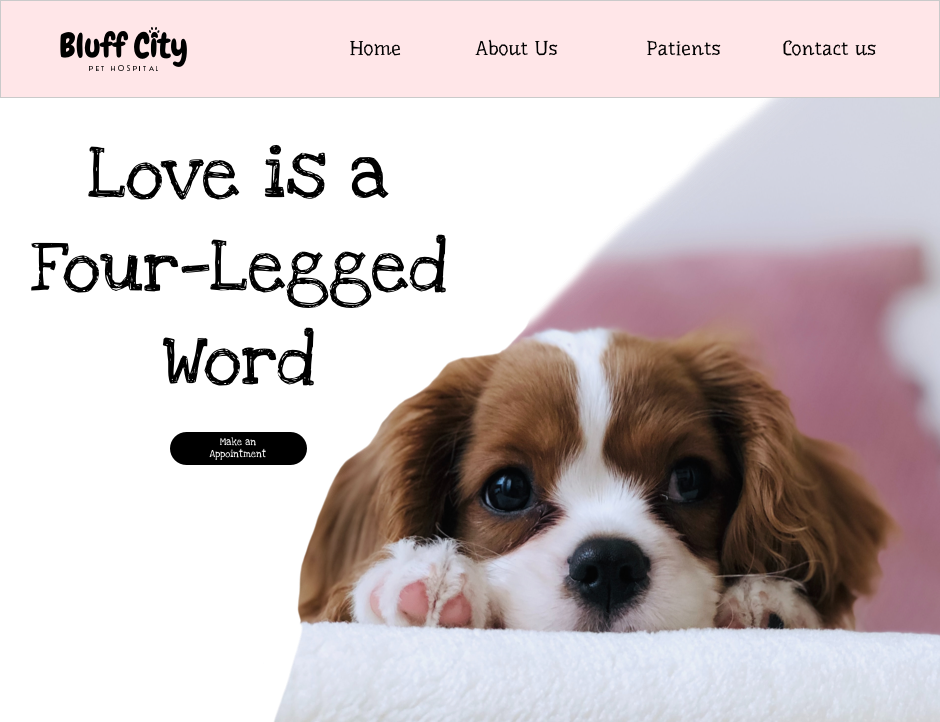 Bluff City
PET HOSPITAL
Home About Us Patients Contact us
Love is a
Four-Legged
Word
Make an
Appointment